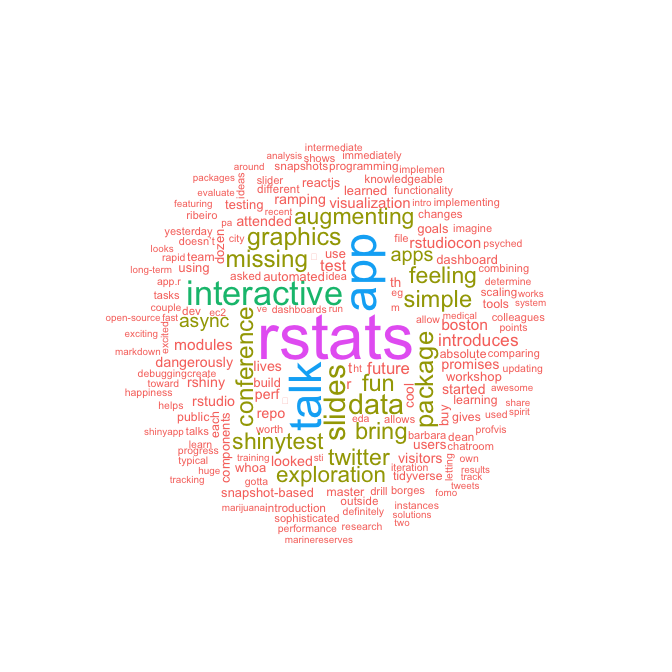 intermediate
analysis shows immediately
around snapshots programming implemen
packages ideas slider reactjs knowledgeable
evaluate different learned functionality
featuring testing ramping visualization intro implementing
ribeiro recent augmenting changes
pa attended goals imagine
yesterday dozen city graphics app file rstudiocon psyched
doesn't missing use apps
looks rapid team test th feeling dashboard combining
long-term using asked automated idea determine
app.r interactive eg simple scaling works
tasks m tools system
couple dev ec2 ve dashboards run allow medical colleagues
exciting excited async conference rstats package boston points
markdown modules introduces
absolute comparing
debugging create dangerously lives talk slides tht future promises updating
toward rshiny build r fun workshop
happiness perf cool started awesome
helps rstudio data buy learning share
public each repo gives used spirit
shinyapp talks worth eda allows
learn components shinytest bring barbara dean profvis
progress users chatroom
typical training looked sti twitter visitors letting own
huge whoa iteration results
tracking gotta exploration tidyverse track
snapshot-based master drill borges tweets
outside fomo
marijuana introduction definitely instances
sophisticated solutions
performance research two
marinereserves